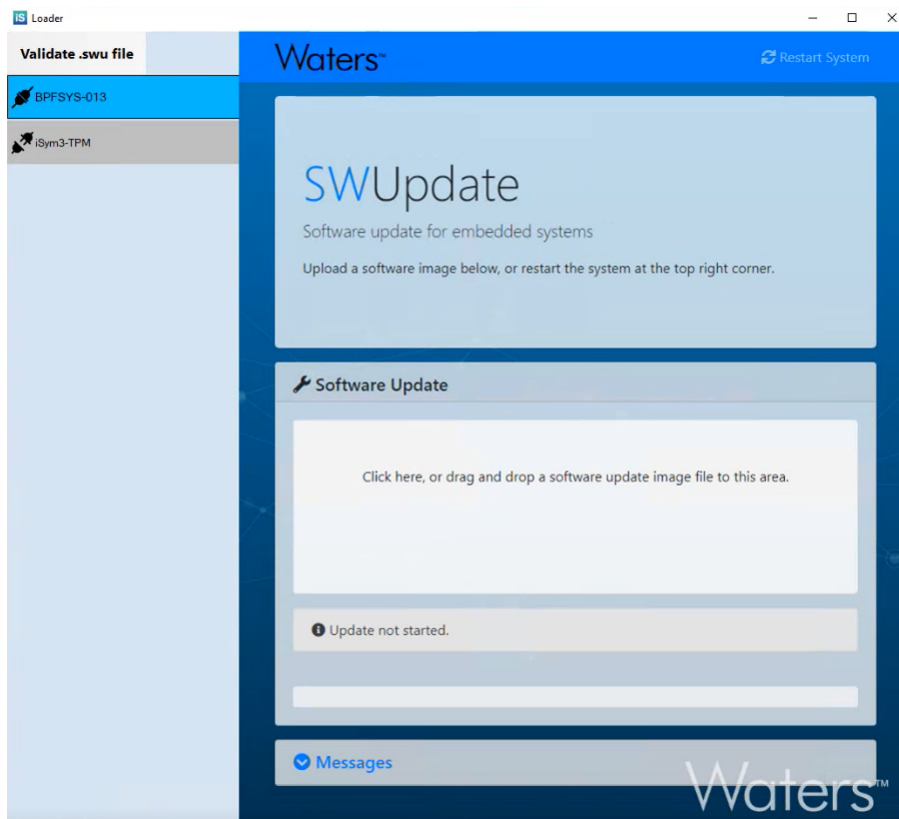 iS Loader
Validate .swu file
BPFSYS-013
iSym3-TPM
Waters™
Restart System
SWUpdate
Software update for embedded systems
Upload a software image below, or restart the system at the top right corner.
Software Update
Click here, or drag and drop a software update image file to this area.
Update not started.
Messages
Waters™